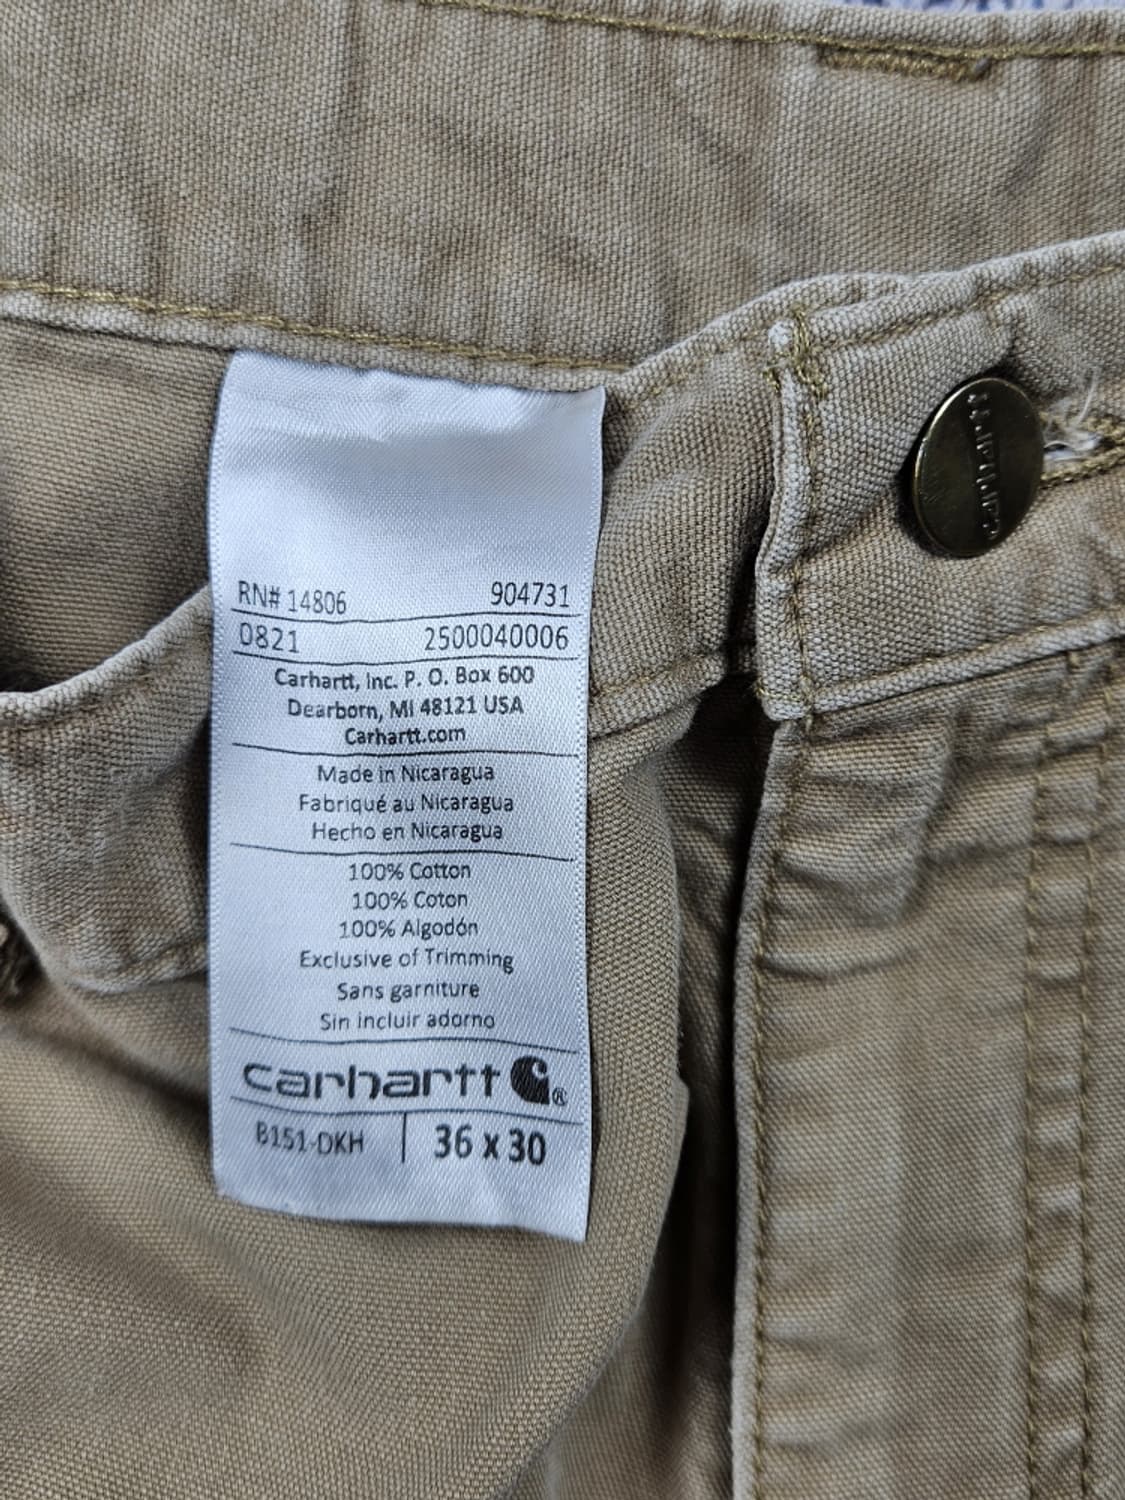 RN# 14806 904731
0821 2500040006
Carhartt, Inc. P. O. Box 600
Dearborn, MI 48121 USA
Carhartt.com
Made in Nicaragua
Fabriqué au Nicaragua
Hecho en Nicaragua
100% Cotton
100% Coton
100% Algodón
Exclusive of Trimming
Sans garniture
Sin incluir adorno
carhartt ®
B151-DKH 36 x 30
CARHARTT